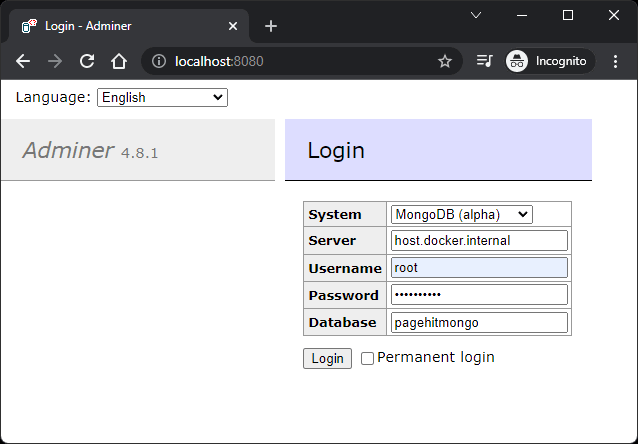 Login - Adminer
localhost:8080
Incognito
Language: English
Adminer 4.8.1
Login
System MongoDB (alpha)
Server host.docker.internal
Username root
Password ••••••••••
Database pagehitmongo
Login Permanent login